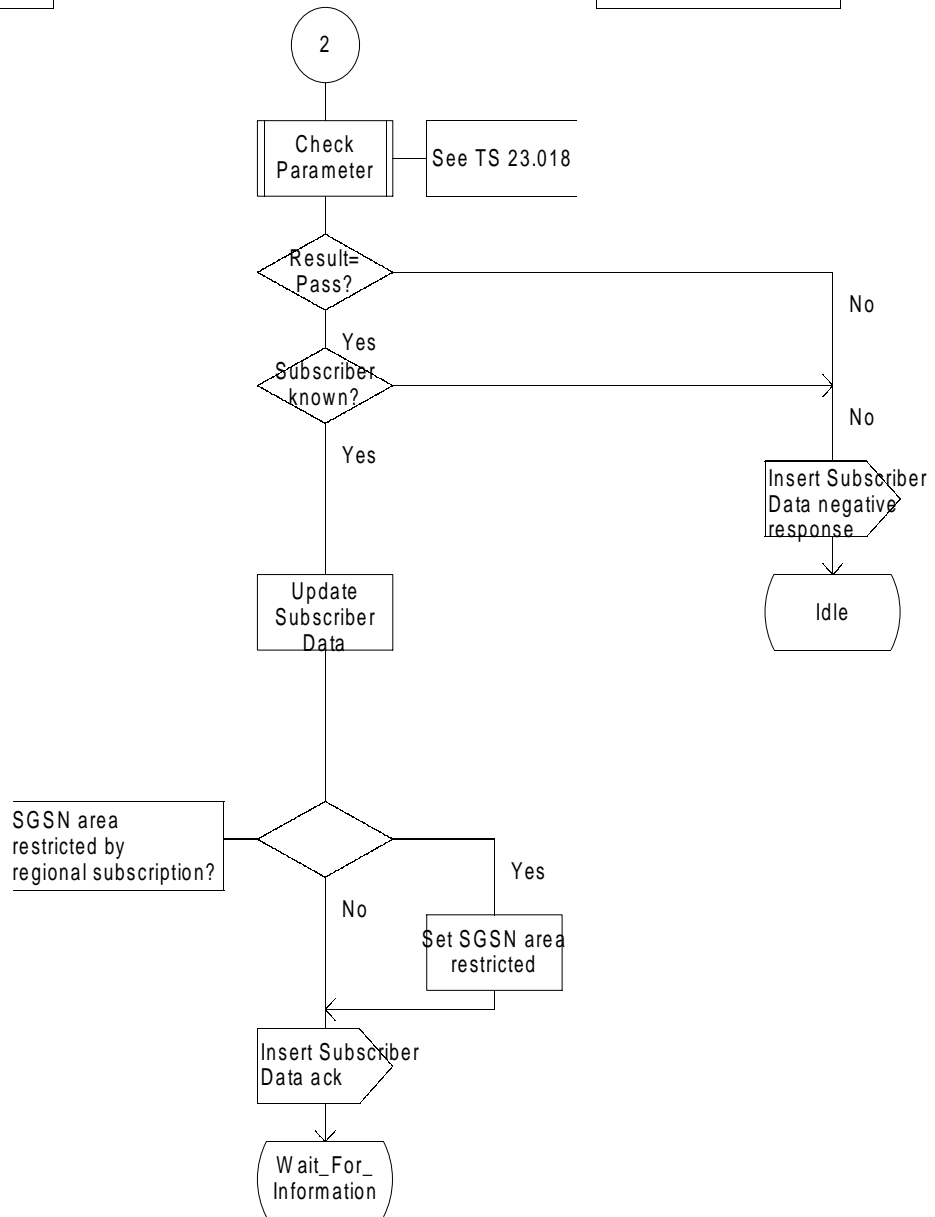 2
Check
Parameter
See TS 23.018
Result=
Pass?
No
Yes
Subscriber
known?
No
Yes
Insert Subscriber
Data negative
response
Update
Subscriber
Data
Idle
SGSN area
restricted by
regional subscription?
Yes
No
Set SGSN area
restricted
Insert Subscriber
Data ack
Wait_For_
Information